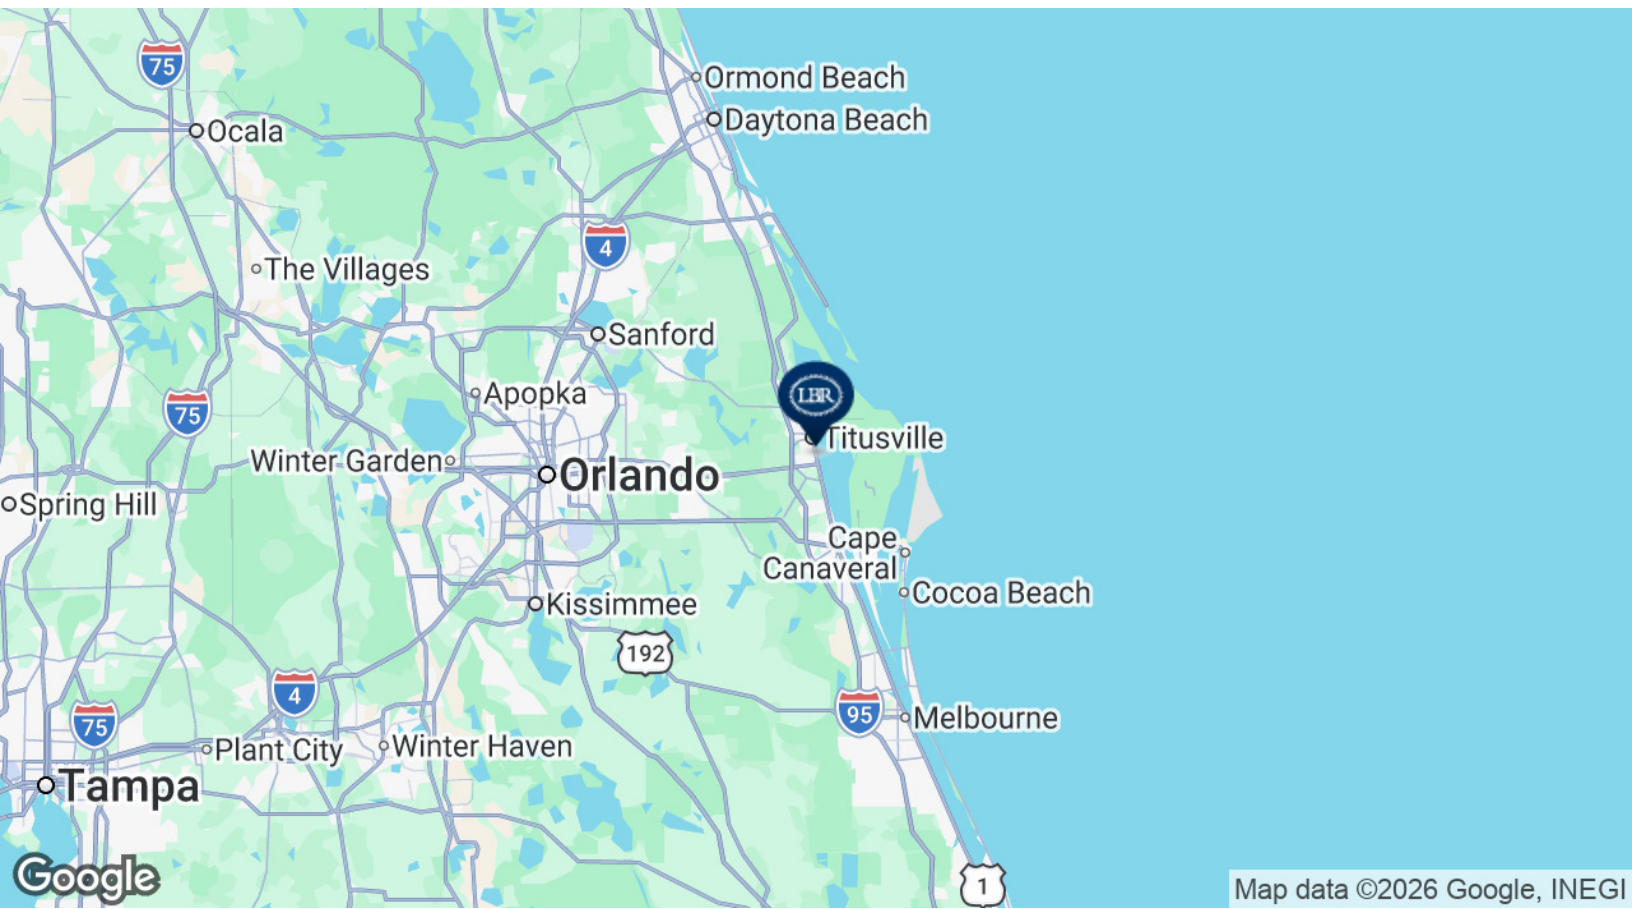 75
Ormond Beach
Daytona Beach
Ocala
4
The Villages
Sanford
Apopka
LBR
75
Titusville
Winter Garden
Orlando
Spring Hill
Cape
Canaveral
Cocoa Beach
Kissimmee
192
4
75
95
Melbourne
Plant City
Winter Haven
Tampa
Google
1
Map data ©2026 Google, INEGI